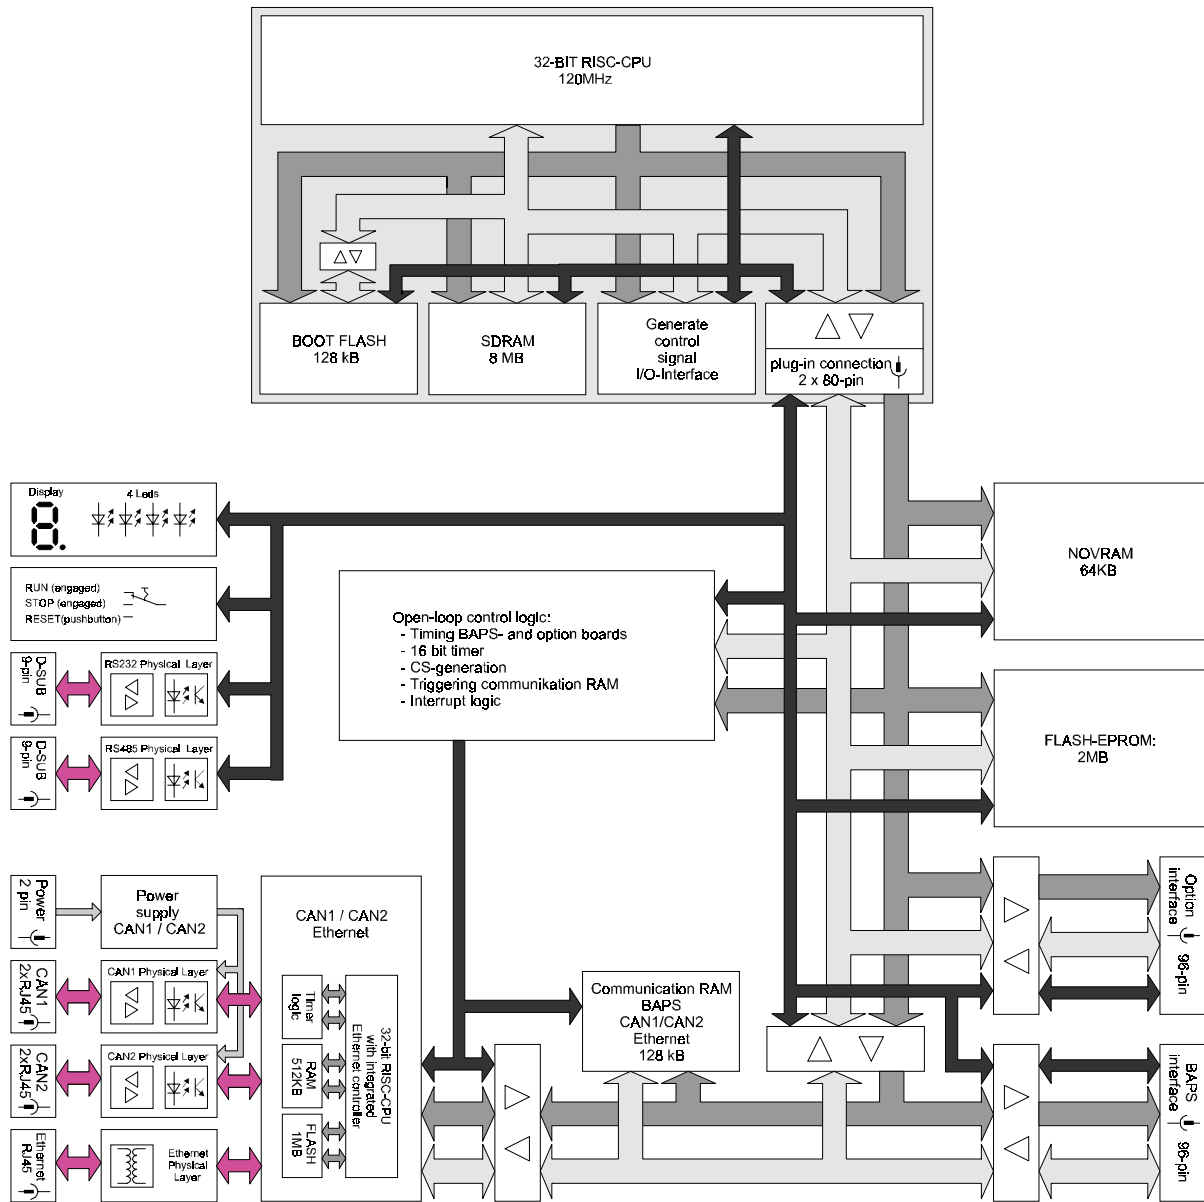 32-BIT RISC-CPU
120MHz
BOOT FLASH
128 kB
SDRAM
8 MB
Generate
control
signal
I/O-Interface
plug-in connection
2 x 80-pin
Display
4 Leds
8.
RUN (engaged)
STOP (engaged)
RESET(pushbutton)
D-SUB
9-pin
RS232 Physical Layer
D-SUB
9-pin
RS485 Physical Layer
Open-loop control logic:
- Timing BAPS- and option boards
- 16 bit timer
- CS-generation
- Triggering communikation RAM
- Interrupt logic
NOVRAM
64KB
FLASH-EPROM:
2MB
Power
2 pin
Power
supply
CAN1 / CAN2
CAN1
2xRJ45
CAN1 Physical Layer
CAN2
2xRJ45
CAN2 Physical Layer
Ethernet
RJ45
Ethernet
Physical
Layer
CAN1 / CAN2
Ethernet
Timer
logic
RAM
512KB
FLASH
1MB
32-bit RISC-CPU
with integrated
Ethernet controller
Communication RAM
BAPS
CAN1/CAN2
Ethernet
128 kB
Option
interface
96-pin
BAPS
interface
96-pin